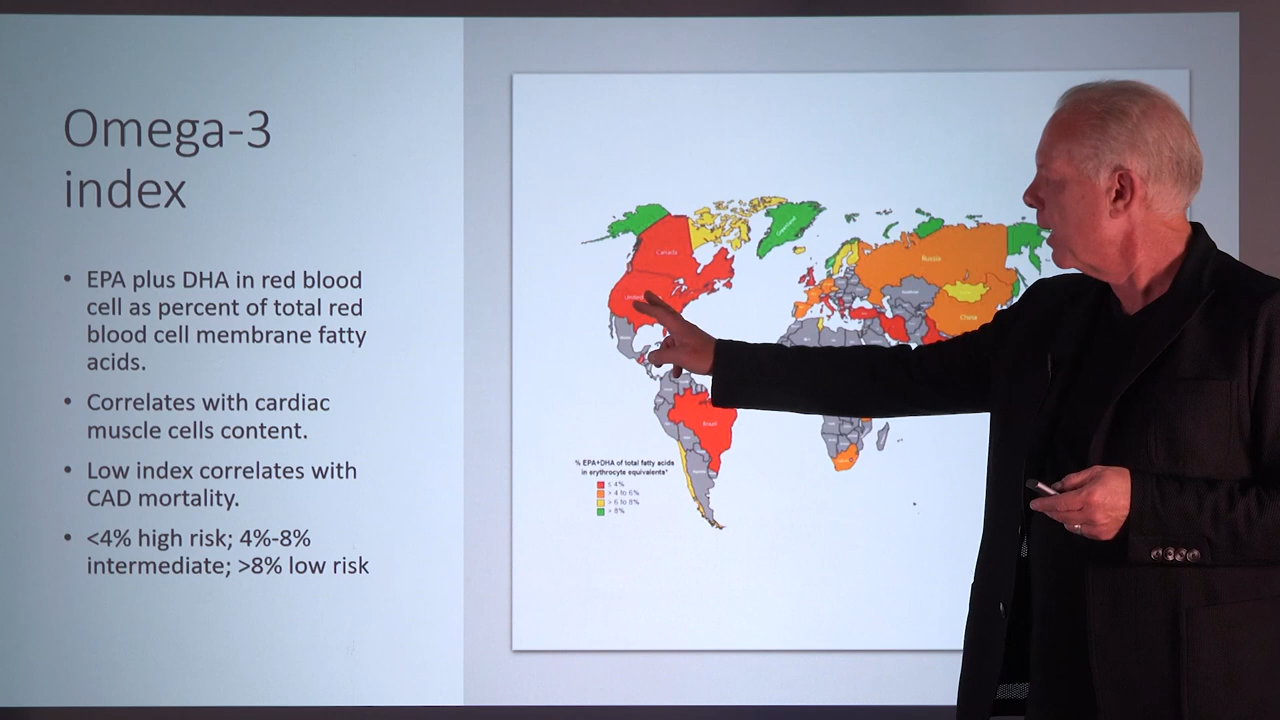 Omega-3
index
• EPA plus DHA in red blood
cell as percent of total red
blood cell membrane fatty
acids.
• Correlates with cardiac
muscle cells content.
• Low index correlates with
CAD mortality.
• <4% high risk; 4%-8%
intermediate; >8% low risk
Greenland
Canada
Russia
United
China
Brazil
% EPA+DHA of total fatty acids
in erythrocyte equivalents*
≤ 4%
> 4 to 6%
> 6 to 8%
> 8%